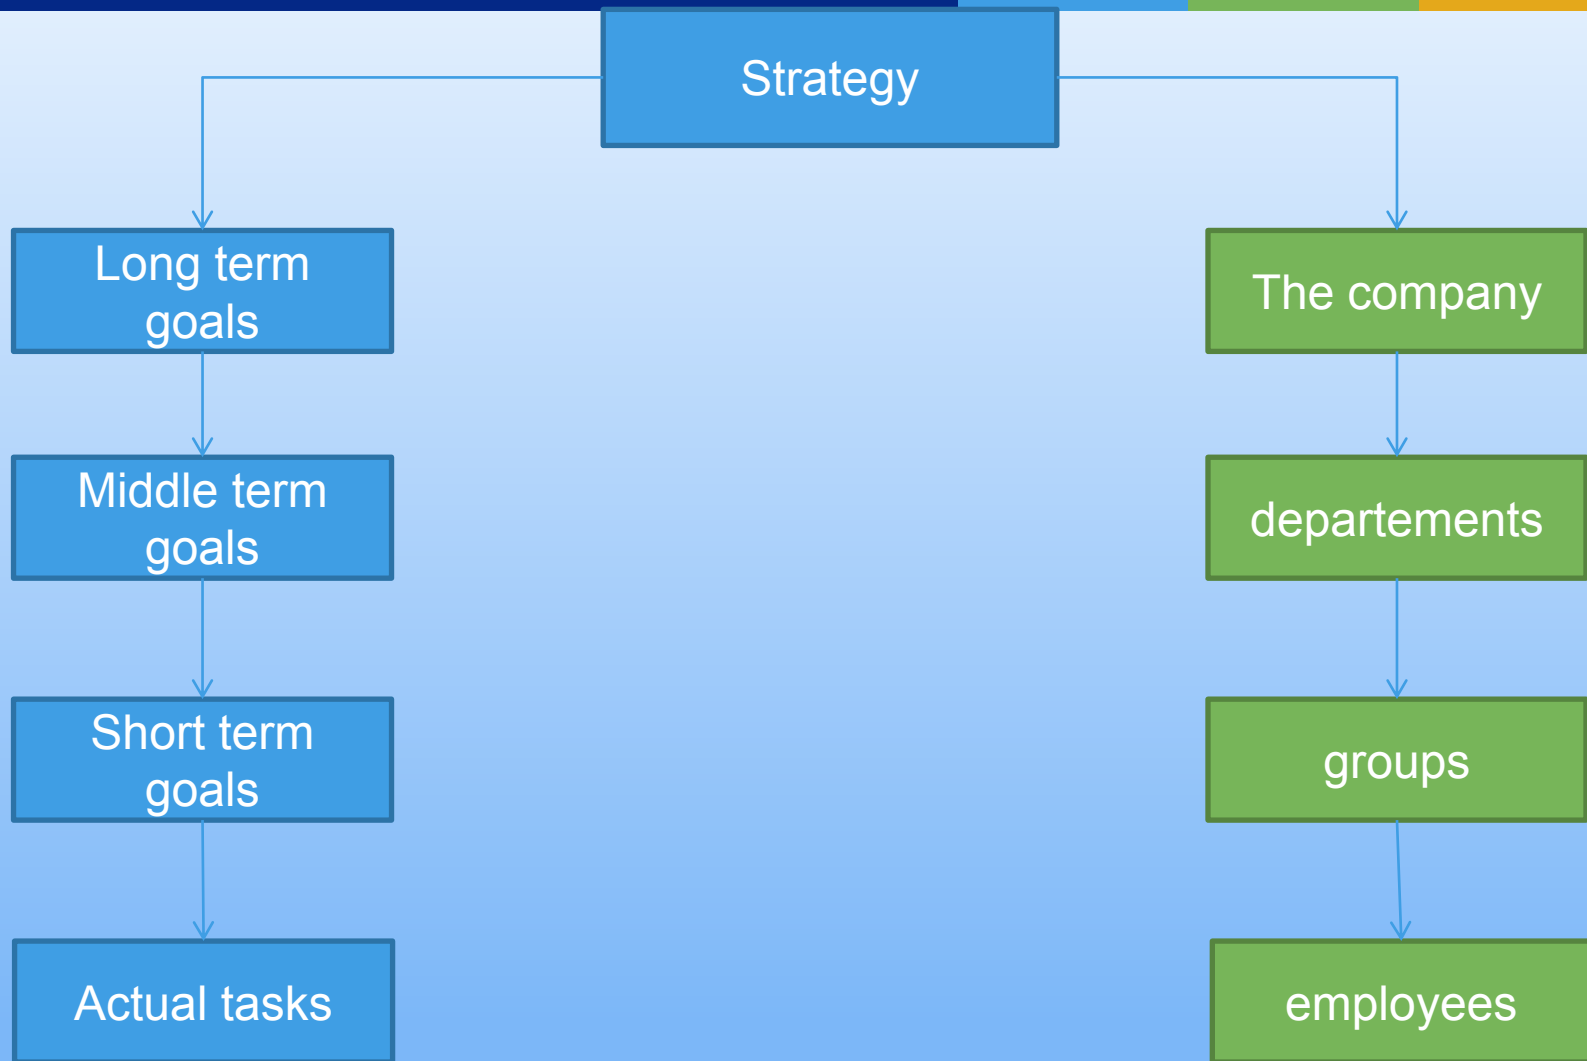 Strategy
Long term
goals
The company
Middle term
goals
departements
Short term
goals
groups
Actual tasks
employees